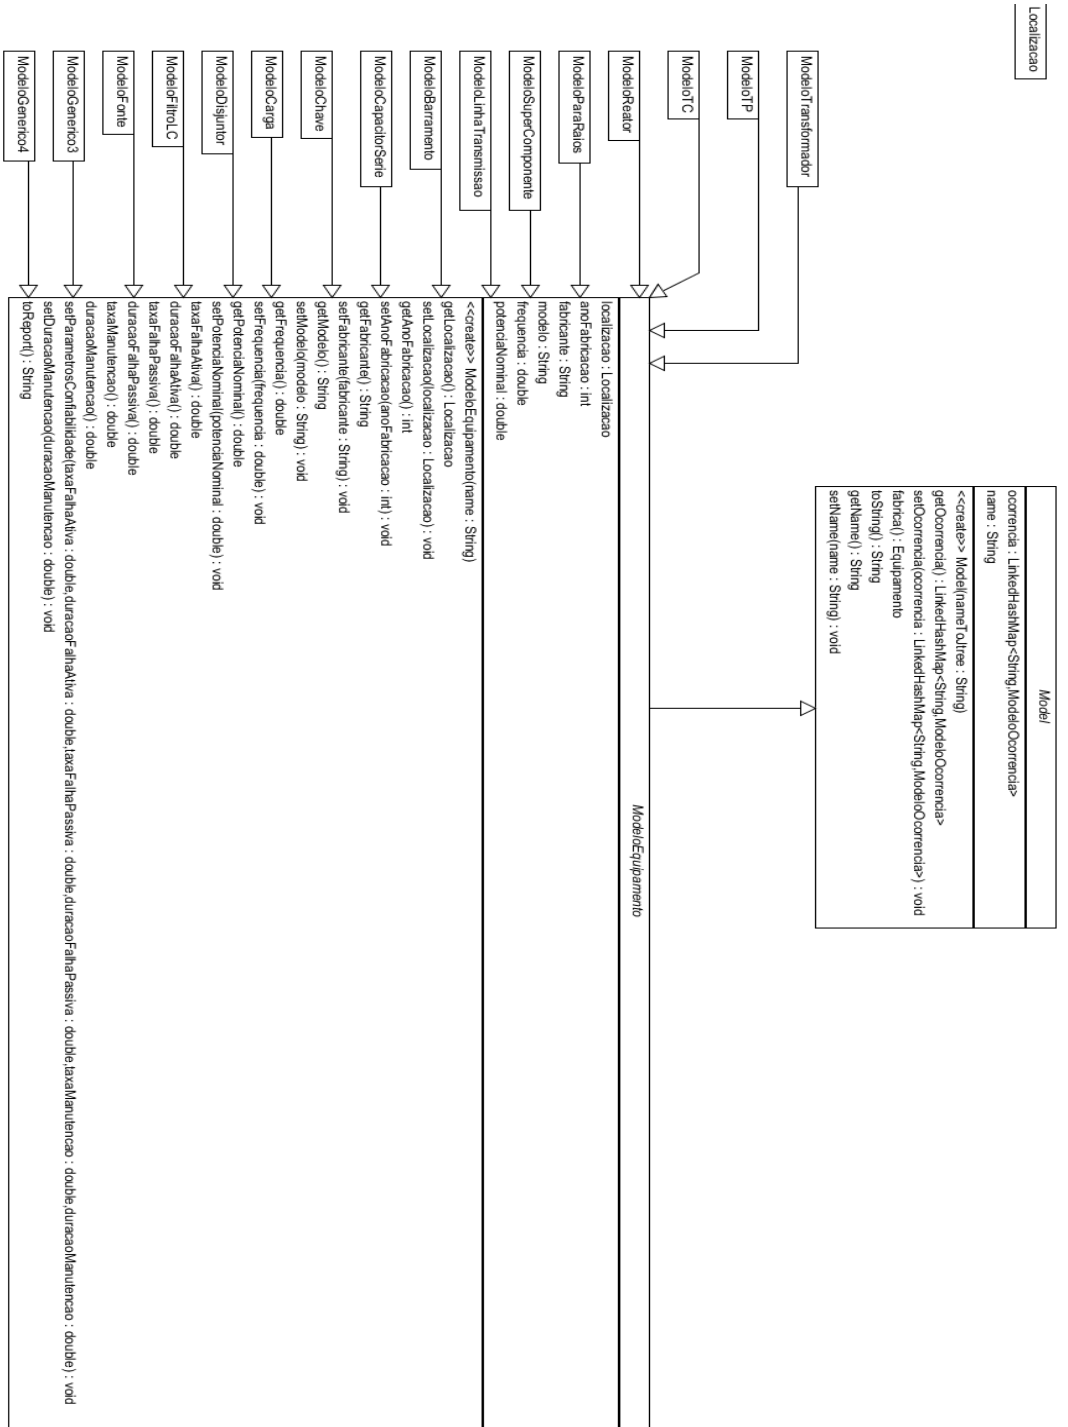 Localizacao
Model
ocorrencia : LinkedHashMap<String,ModeloOcorrencia>
name : String
<<create>> Model(nameToJtree : String)
getOcorrencia() : LinkedHashMap<String,ModeloOcorrencia>
setOcorrencia(ocorrencia : LinkedHashMap<String,ModeloOcorrencia>) : void
fabrica() : Equipamento
toString() : String
getName() : String
setName(name : String) : void
ModeloTransformador
ModeloTP
ModeloTC
ModeloReator
ModeloParaRaios
ModeloSuperComponente
ModeloLinhaTransmissao
ModeloBarramento
ModeloCapacitorSerie
ModeloChave
ModeloCarga
ModeloDisjuntor
ModeloFiltroLC
ModeloFonte
ModeloGenerico3
ModeloGenerico4
ModeloEquipamento
localizacao : Localizacao
anoFabricacao : int
fabricante : String
modelo : String
frequencia : double
potenciaNominal : double
<<create>> ModeloEquipamento(name : String)
getLocalizacao() : Localizacao
setLocalizacao(localizacao : Localizacao) : void
getAnoFabricacao() : int
setAnoFabricacao(anoFabricacao : int) : void
getFabricante() : String
setFabricante(fabricante : String) : void
getModelo() : String
setModelo(modelo : String) : void
getFrequencia() : double
setFrequencia(frequencia : double) : void
getPotenciaNominal() : double
setPotenciaNominal(potenciaNominal : double) : void
taxaFalhaAtiva() : double
duracaoFalhaAtiva() : double
taxaFalhaPassiva() : double
duracaoFalhaPassiva() : double
taxaManutencao() : double
duracaoManutencao() : double
setParametrosConfiabilidade(taxaFalhaAtiva : double,duracaoFalhaAtiva : double,taxaFalhaPassiva : double,duracaoFalhaPassiva : double,taxaManutencao : double,duracaoManutencao : double) : void
setDuracaoManutencao(duracaoManutencao : double) : void
toReport() : String